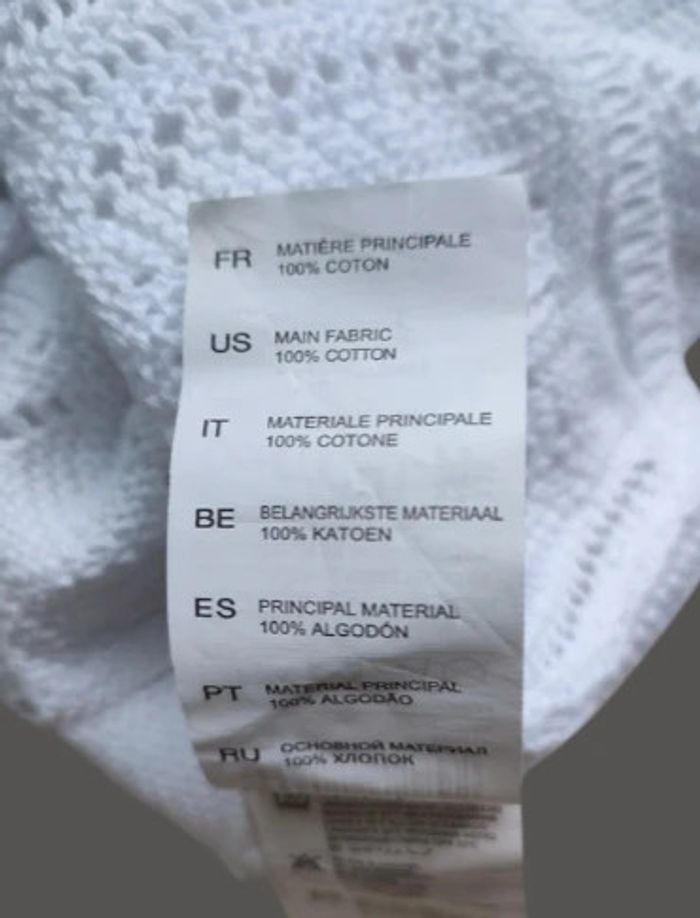 FR MATIÈRE PRINCIPALE
100% COTON
US MAIN FABRIC
100% COTTON
IT MATERIALE PRINCIPALE
100% COTONE
BE BELANGRIJKSTE MATERIAAL
100% KATOEN
ES PRINCIPAL MATERIAL
100% ALGODÓN
PT MATERIAL PRINCIPAL
100% ALGODÃO
RU ОСНОВНОЙ МАТЕРИАЛ
100% ХЛОПОК